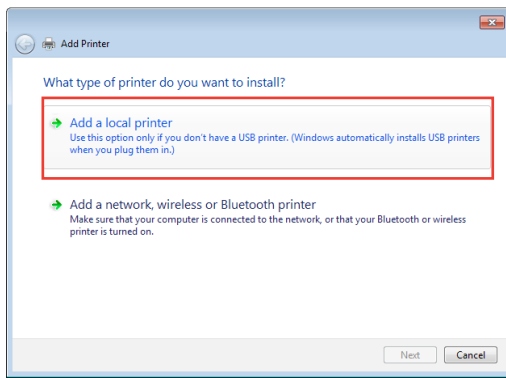 Add Printer
What type of printer do you want to install?
Add a local printer
Use this option only if you don't have a USB printer. (Windows automatically installs USB printers
when you plug them in.)
Add a network, wireless or Bluetooth printer
Make sure that your computer is connected to the network, or that your Bluetooth or wireless
printer is turned on.
Next
Cancel